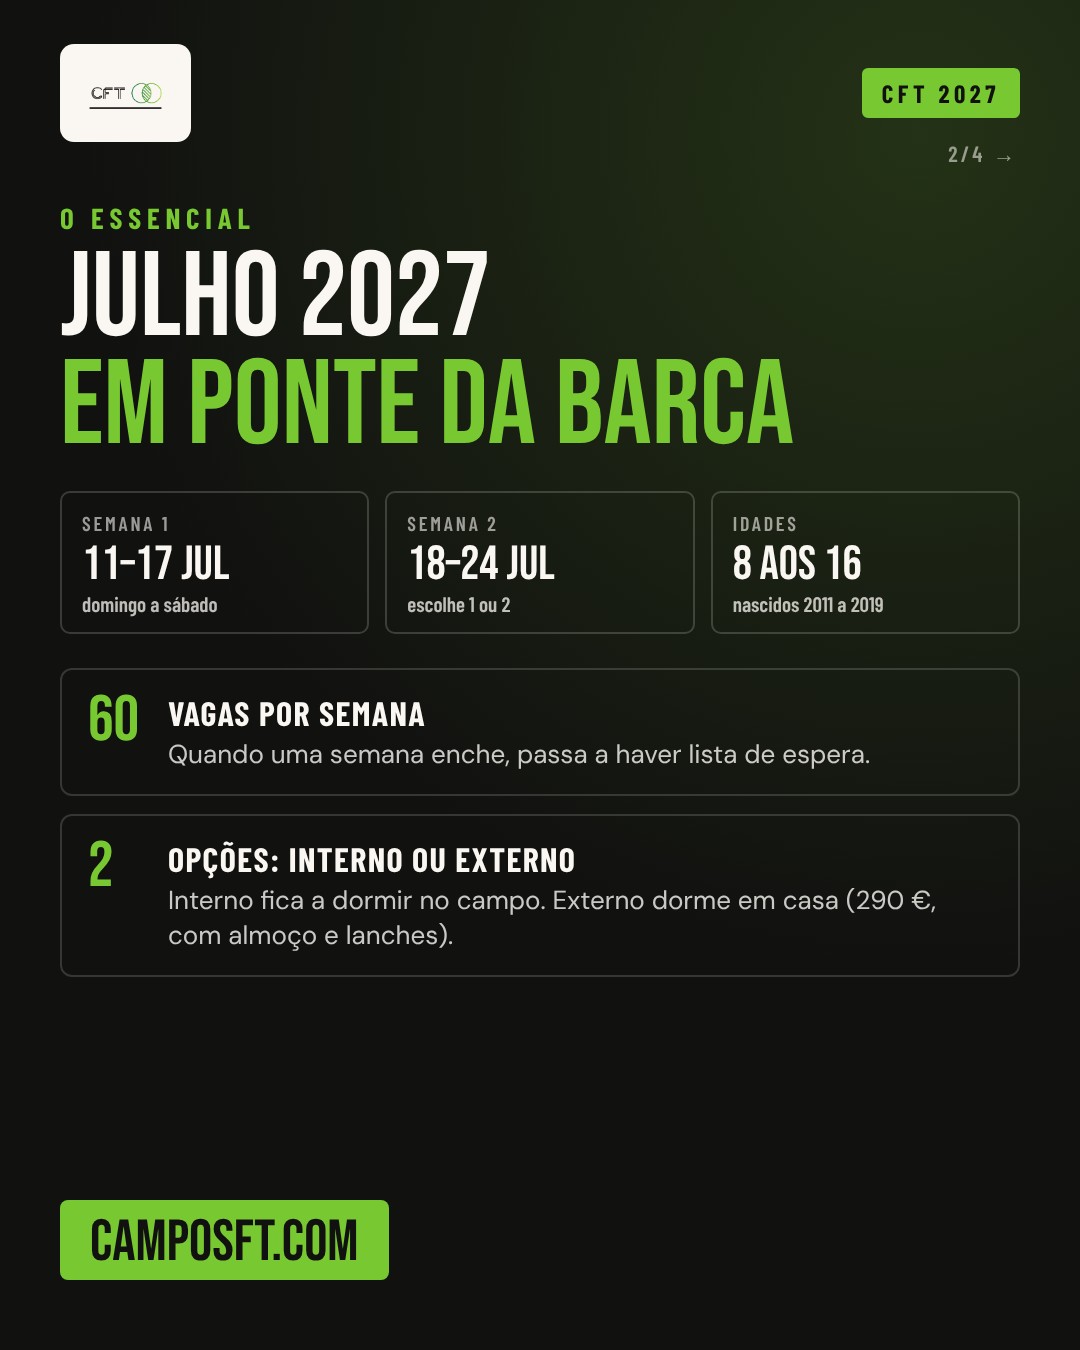 CFT
CFT 2027
2/4 →
O ESSENCIAL
JULHO 2027
EM PONTE DA BARCA
SEMANA 1
11–17 JUL
domingo a sábado
SEMANA 2
18–24 JUL
escolhe 1 ou 2
IDADES
8 AOS 16
nascidos 2011 a 2019
60
VAGAS POR SEMANA
Quando uma semana enche, passa a haver lista de espera.
2
OPÇÕES: INTERNO OU EXTERNO
Interno fica a dormir no campo. Externo dorme em casa (290 €,
com almoço e lanches).
CAMPOSFT.COM